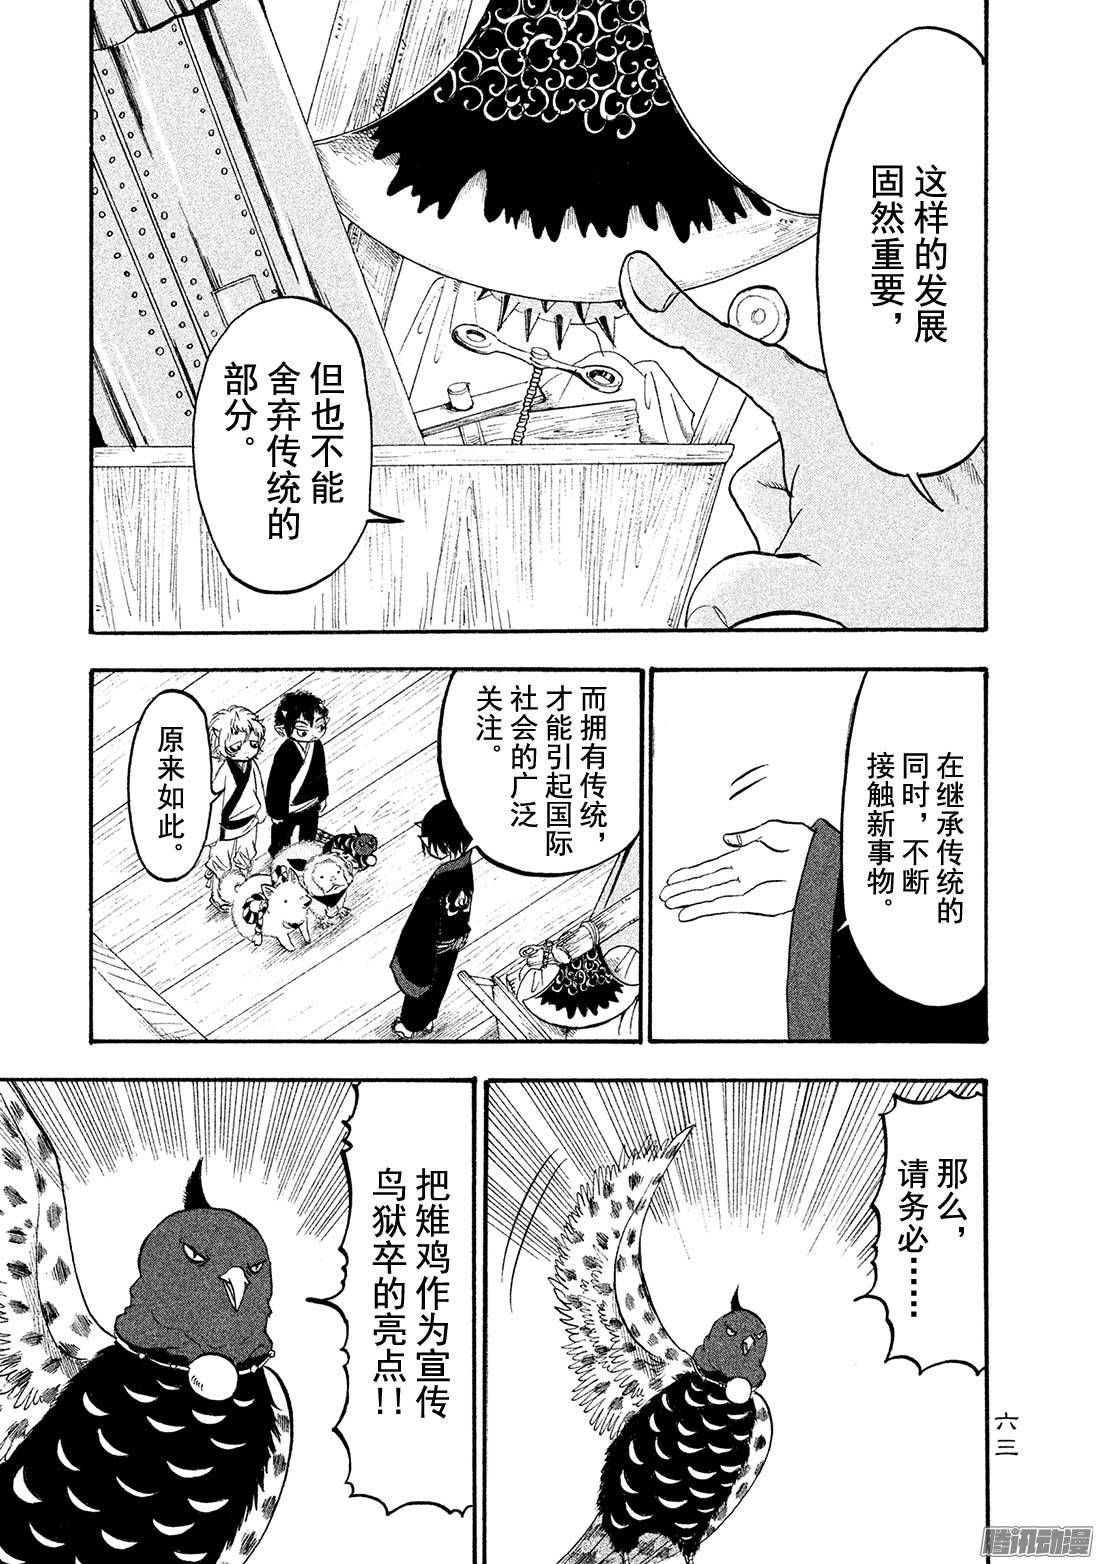 这样的发展
固然重要，
但也不能
舍弃传统的
部分。
在继承传统的
同时，不断
接触新事物。
而拥有传统，
才能引起国际
社会的广泛
关注。
原来如此。
那么，
请务必……
把雉鸡作为宣传
鸟狱卒的亮点!!
六三
腾讯动漫